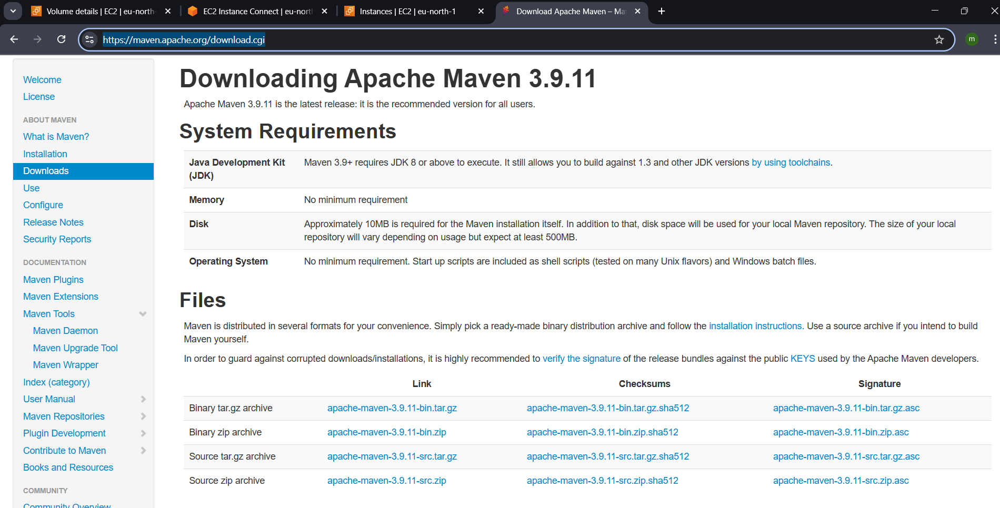 Volume details | EC2 | eu-north-
EC2 Instance Connect | eu-nort
Instances | EC2 | eu-north-1
Download Apache Maven – Ma
https://maven.apache.org/download.cgi
m
Welcome
License
ABOUT MAVEN
What is Maven?
Installation
Downloads
Use
Configure
Release Notes
Security Reports
DOCUMENTATION
Maven Plugins
Maven Extensions
Maven Tools
Maven Daemon
Maven Upgrade Tool
Maven Wrapper
Index (category)
User Manual
Maven Repositories
Plugin Development
Contribute to Maven
Books and Resources
COMMUNITY
Community Overview
Downloading Apache Maven 3.9.11
Apache Maven 3.9.11 is the latest release: it is the recommended version for all users.
System Requirements
Java Development Kit
(JDK)
Maven 3.9+ requires JDK 8 or above to execute. It still allows you to build against 1.3 and other JDK versions by using toolchains.
Memory
No minimum requirement
Disk
Approximately 10MB is required for the Maven installation itself. In addition to that, disk space will be used for your local Maven repository. The size of your local
repository will vary depending on usage but expect at least 500MB.
Operating System
No minimum requirement. Start up scripts are included as shell scripts (tested on many Unix flavors) and Windows batch files.
Files
Maven is distributed in several formats for your convenience. Simply pick a ready-made binary distribution archive and follow the installation instructions. Use a source archive if you intend to build
Maven yourself.
In order to guard against corrupted downloads/installations, it is highly recommended to verify the signature of the release bundles against the public KEYS used by the Apache Maven developers.
Link Checksums Signature
Binary tar.gz archive apache-maven-3.9.11-bin.tar.gz apache-maven-3.9.11-bin.tar.gz.sha512 apache-maven-3.9.11-bin.tar.gz.asc
Binary zip archive apache-maven-3.9.11-bin.zip apache-maven-3.9.11-bin.zip.sha512 apache-maven-3.9.11-bin.zip.asc
Source tar.gz archive apache-maven-3.9.11-src.tar.gz apache-maven-3.9.11-src.tar.gz.sha512 apache-maven-3.9.11-src.tar.gz.asc
Source zip archive apache-maven-3.9.11-src.zip apache-maven-3.9.11-src.zip.sha512 apache-maven-3.9.11-src.zip.asc